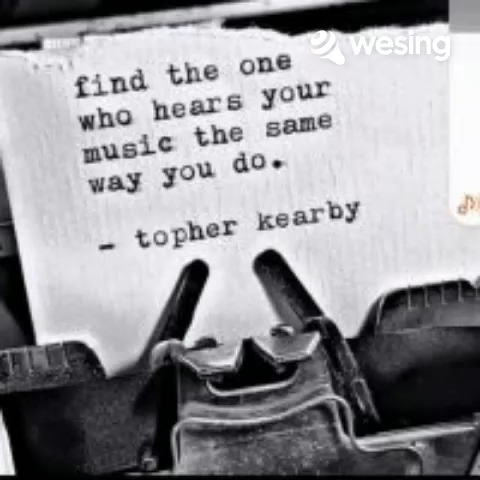 wesing
find the one
who hears your
music the same
way you do.
- topher kearby